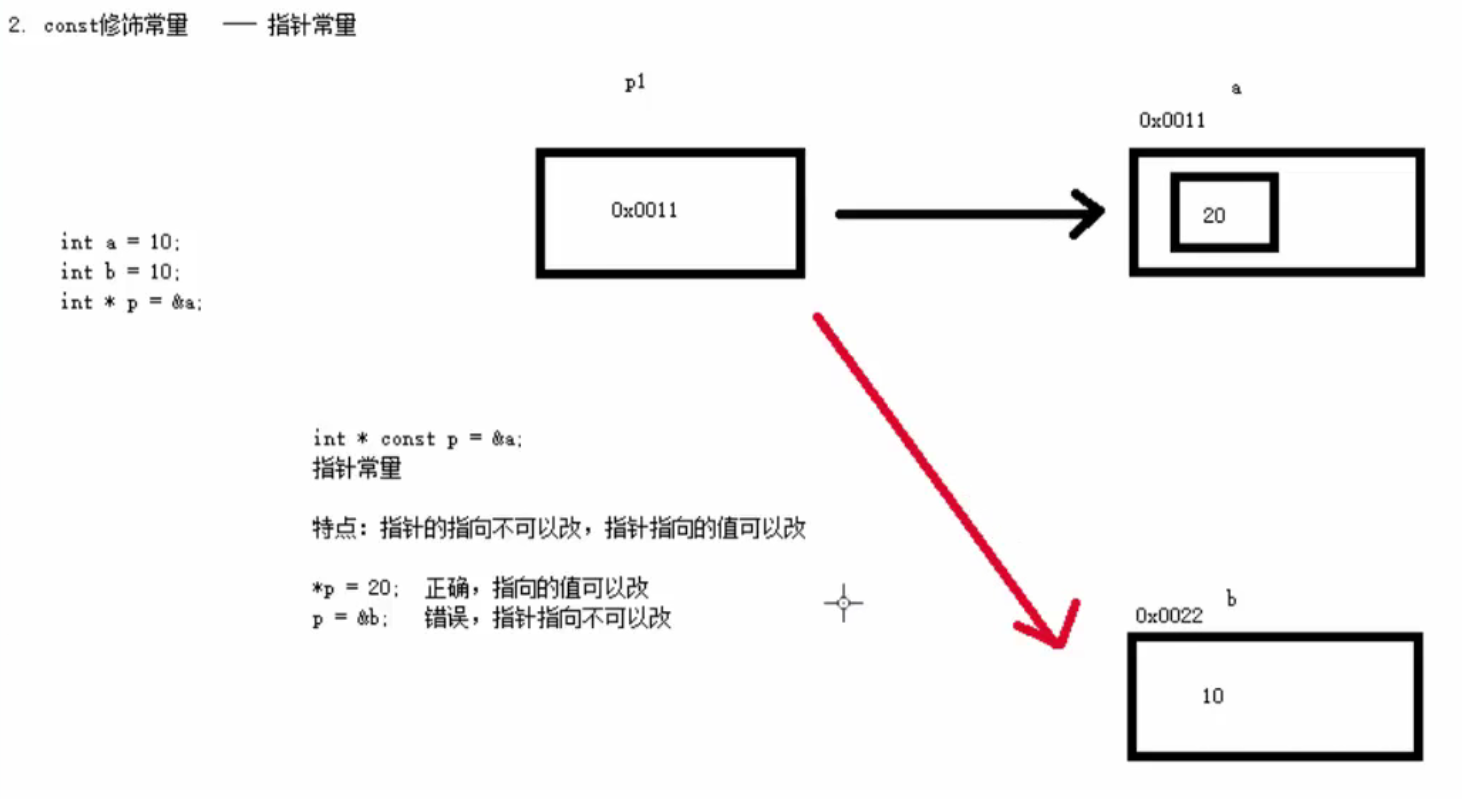 2. const修饰常量 —— 指针常量
p1
a
0x0011
0x0011
20
int a = 10;
int b = 10;
int * p = &a;
int * const p = &a;
指针常量
特点：指针的指向不可以改，指针指向的值可以改
*p = 20; 正确，指向的值可以改
p = &b; 错误，指针指向不可以改
b
0x0022
10